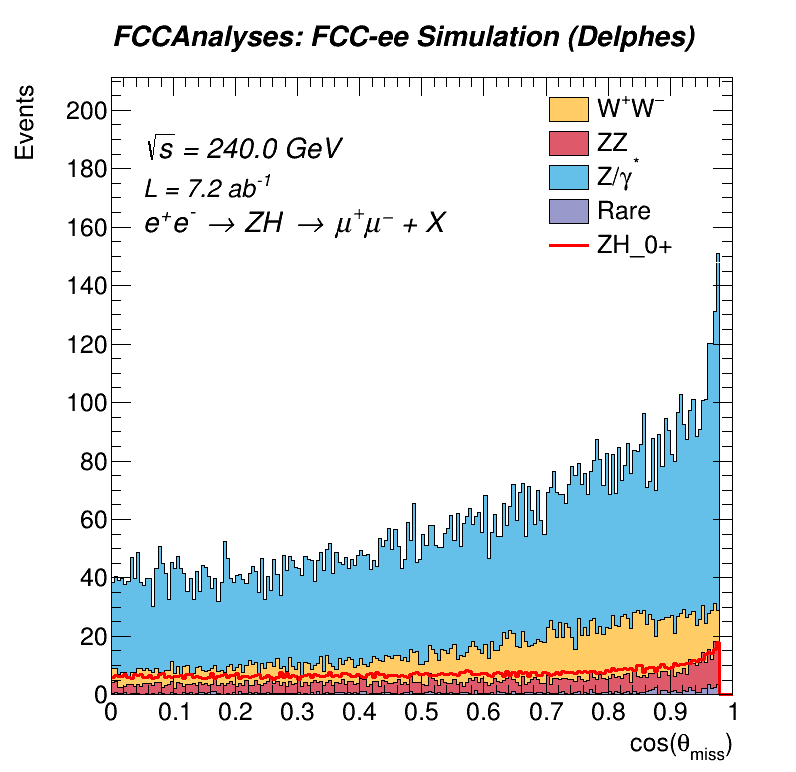 FCCAnalyses: FCC-ee Simulation (Delphes)
Events
√s = 240.0 GeV
L = 7.2 ab⁻¹
e⁺e⁻ → ZH → μ⁺μ⁻ + X
W⁺W⁻
ZZ
Z/γ*
Rare
ZH_0+
200
180
160
140
120
100
80
60
40
20
0
0 0.1 0.2 0.3 0.4 0.5 0.6 0.7 0.8 0.9 1
cos(θ_miss)